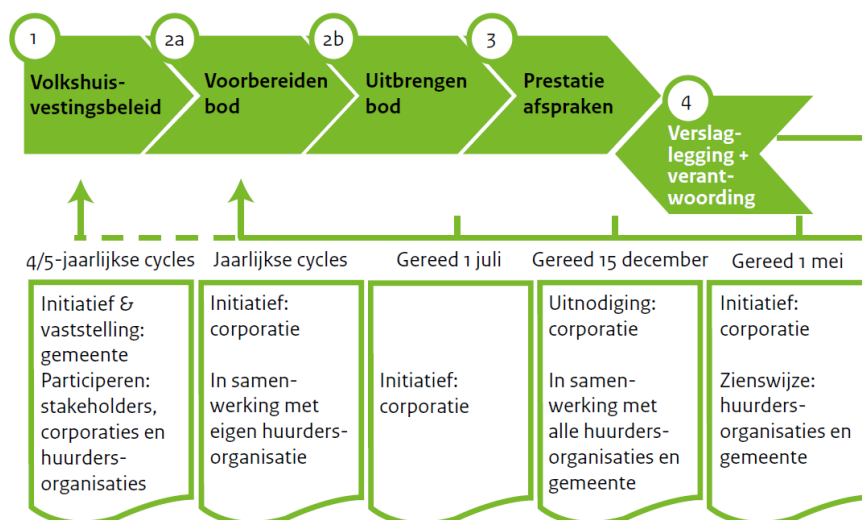 1
Volkshuis-
vestingsbeleid
2a
Voorbereiden
bod
2b
Uitbrengen
bod
3
Prestatie
afspraken
4
Verslag-
legging +
verant-
woording
4/5-jaarlijkse cycles
Jaarlijkse cycles
Gereed 1 juli
Gereed 15 december
Gereed 1 mei
Initiatief &
vaststelling:
gemeente
Participeren:
stakeholders,
corporaties en
huurders-
organisaties
Initiatief:
corporatie
In samen-
werking met
eigen huurders-
organisatie
Initiatief:
corporatie
Uitnodiging:
corporatie
In samen-
werking met
alle huurders-
organisaties en
gemeente
Initiatief:
corporatie
Zienswijze:
huurders-
organisaties en
gemeente